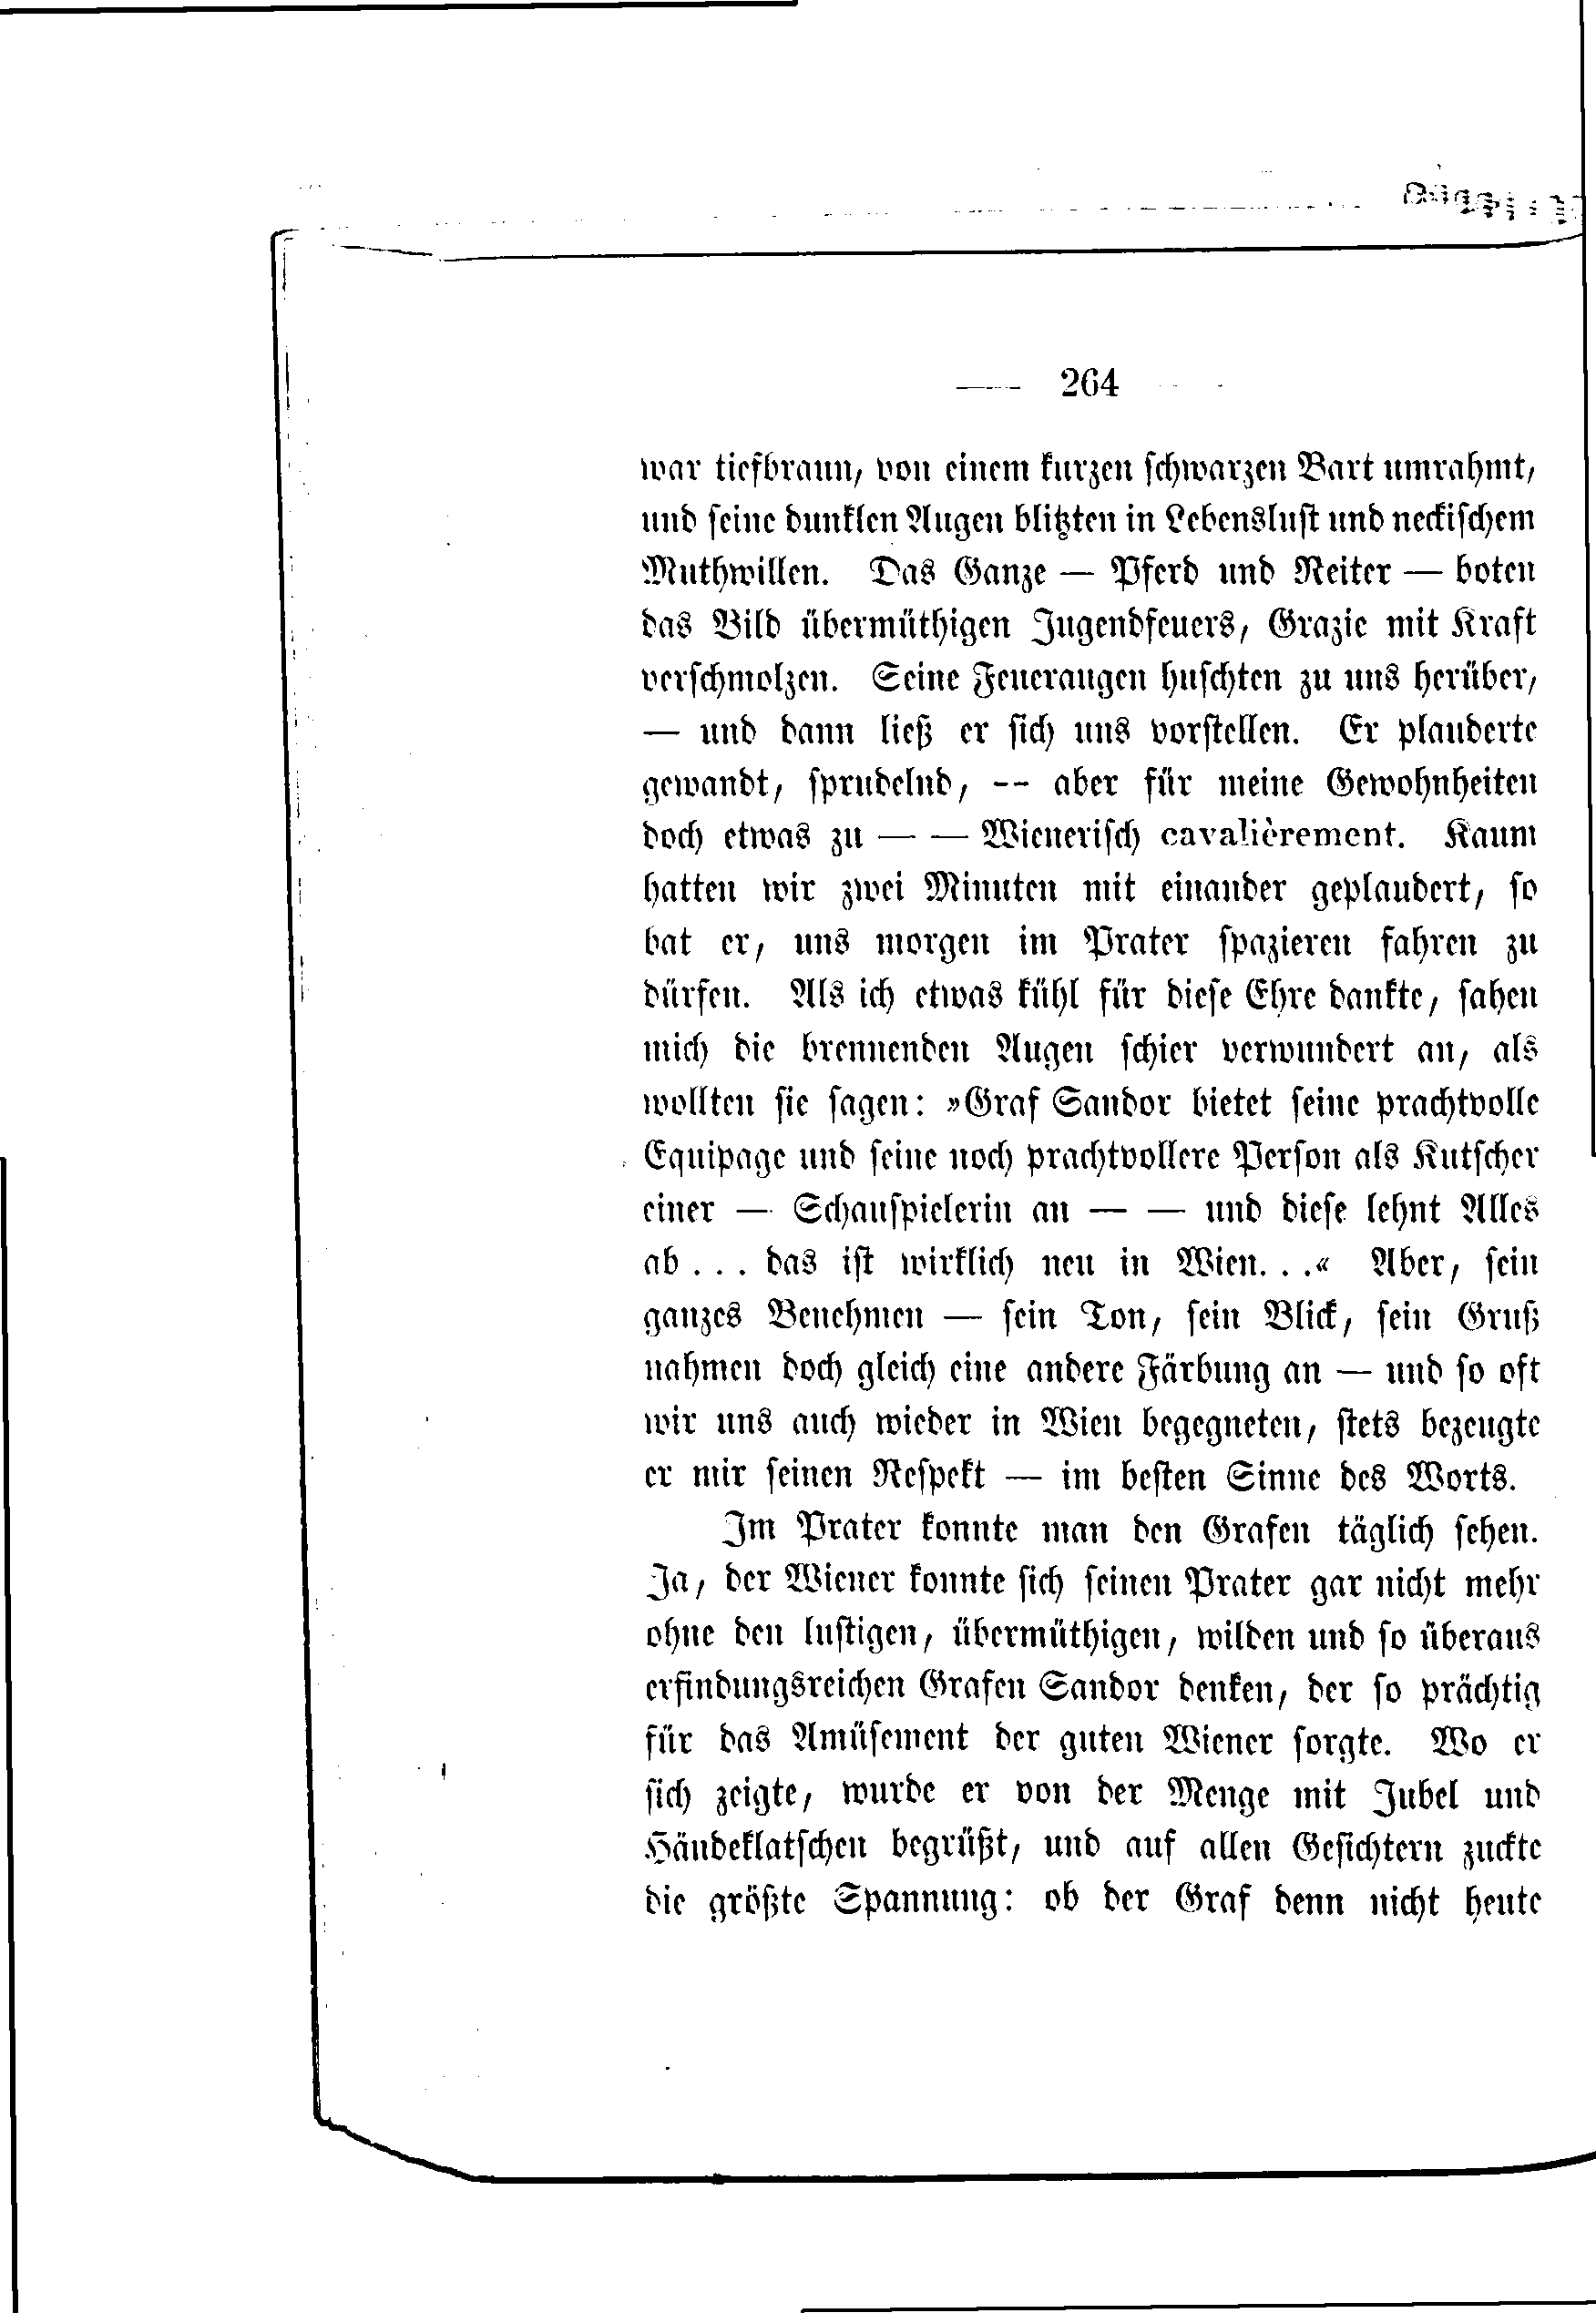 — 264 —
war tiefbraun, von einem kurzen schwarzen Bart umrahmt,
und seine dunklen Augen blitzten in Lebenslust und neckischem
Muthwillen. Das Ganze — Pferd und Reiter — boten
das Bild übermüthigen Jugendfeuers, Grazie mit Kraft
verschmolzen. Seine Feueraugen huschten zu uns herüber,
— und dann ließ er sich uns vorstellen. Er plauderte
gewandt, sprudelnd, -- aber für meine Gewohnheiten
doch etwas zu — — Wienerisch cavalièrement. Kaum
hatten wir zwei Minuten mit einander geplaudert, so
bat er, uns morgen im Prater spazieren fahren zu
dürfen. Als ich etwas kühl für diese Ehre dankte, sahen
mich die brennenden Augen schier verwundert an, als
wollten sie sagen: »Graf Sandor bietet seine prachtvolle
Equipage und seine noch prachtvollere Person als Kutscher
einer — Schauspielerin an — — und diese lehnt Alles
ab . . . das ist wirklich neu in Wien. . .« Aber, sein
ganzes Benehmen — sein Ton, sein Blick, sein Gruß
nahmen doch gleich eine andere Färbung an — und so oft
wir uns auch wieder in Wien begegneten, stets bezeugte
er mir seinen Respekt — im besten Sinne des Worts.
Im Prater konnte man den Grafen täglich sehen.
Ja, der Wiener konnte sich seinen Prater gar nicht mehr
ohne den lustigen, übermüthigen, wilden und so überaus
erfindungsreichen Grafen Sandor denken, der so prächtig
für das Amüsement der guten Wiener sorgte. Wo er
sich zeigte, wurde er von der Menge mit Jubel und
Händeklatschen begrüßt, und auf allen Gesichtern zuckte
die größte Spannung: ob der Graf denn nicht heute